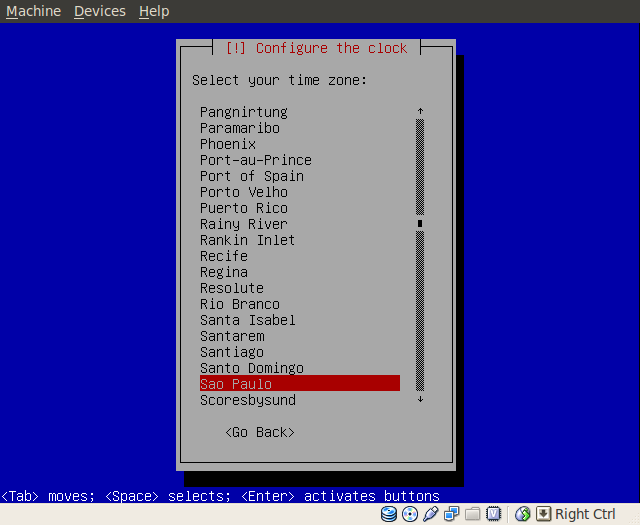 Machine Devices Help
[!] Configure the clock
Select your time zone:
Pangnirtung
Paramaribo
Phoenix
Port-au-Prince
Port of Spain
Porto Velho
Puerto Rico
Rainy River
Rankin Inlet
Recife
Regina
Resolute
Rio Branco
Santa Isabel
Santarem
Santiago
Santo Domingo
Sao Paulo
Scoresbysund
<Go Back>
<Tab> moves; <Space> selects; <Enter> activates buttons
Right Ctrl